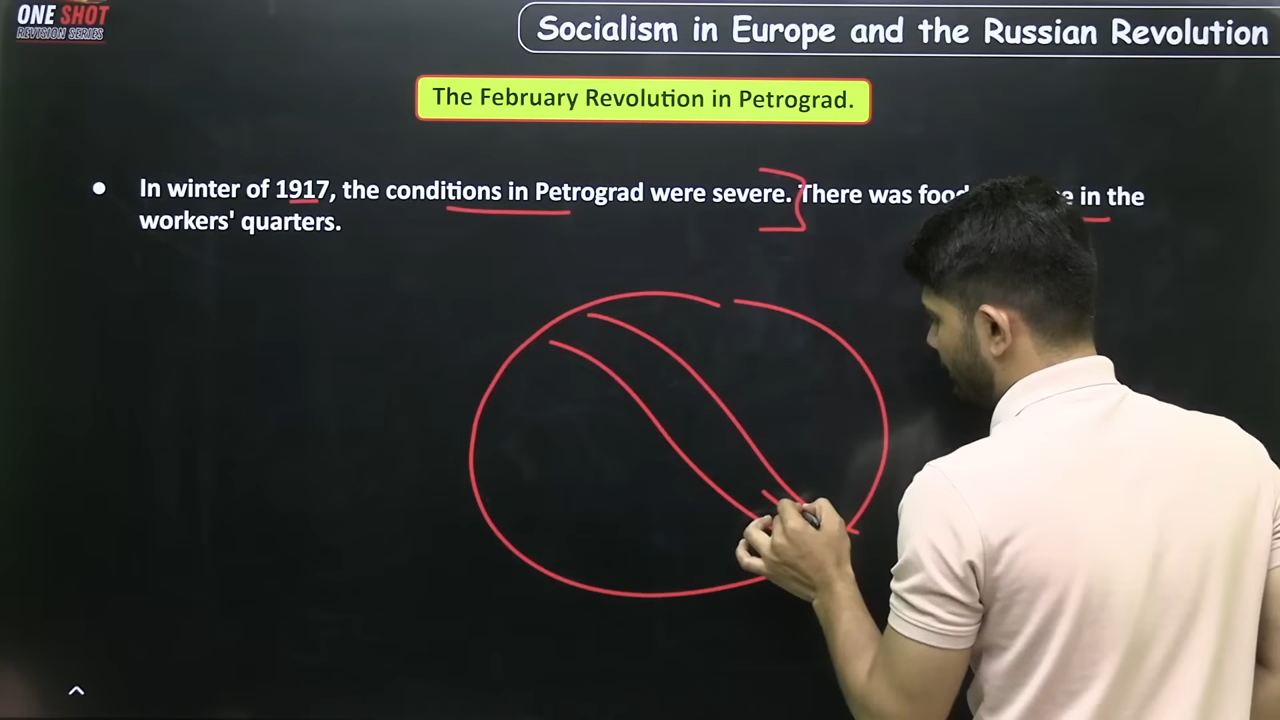 ONE SHOT
REVISION SERIES
Socialism in Europe and the Russian Revolution
The February Revolution in Petrograd.
● In winter of 1917, the conditions in Petrograd were severe. There was in the
workers' quarters.